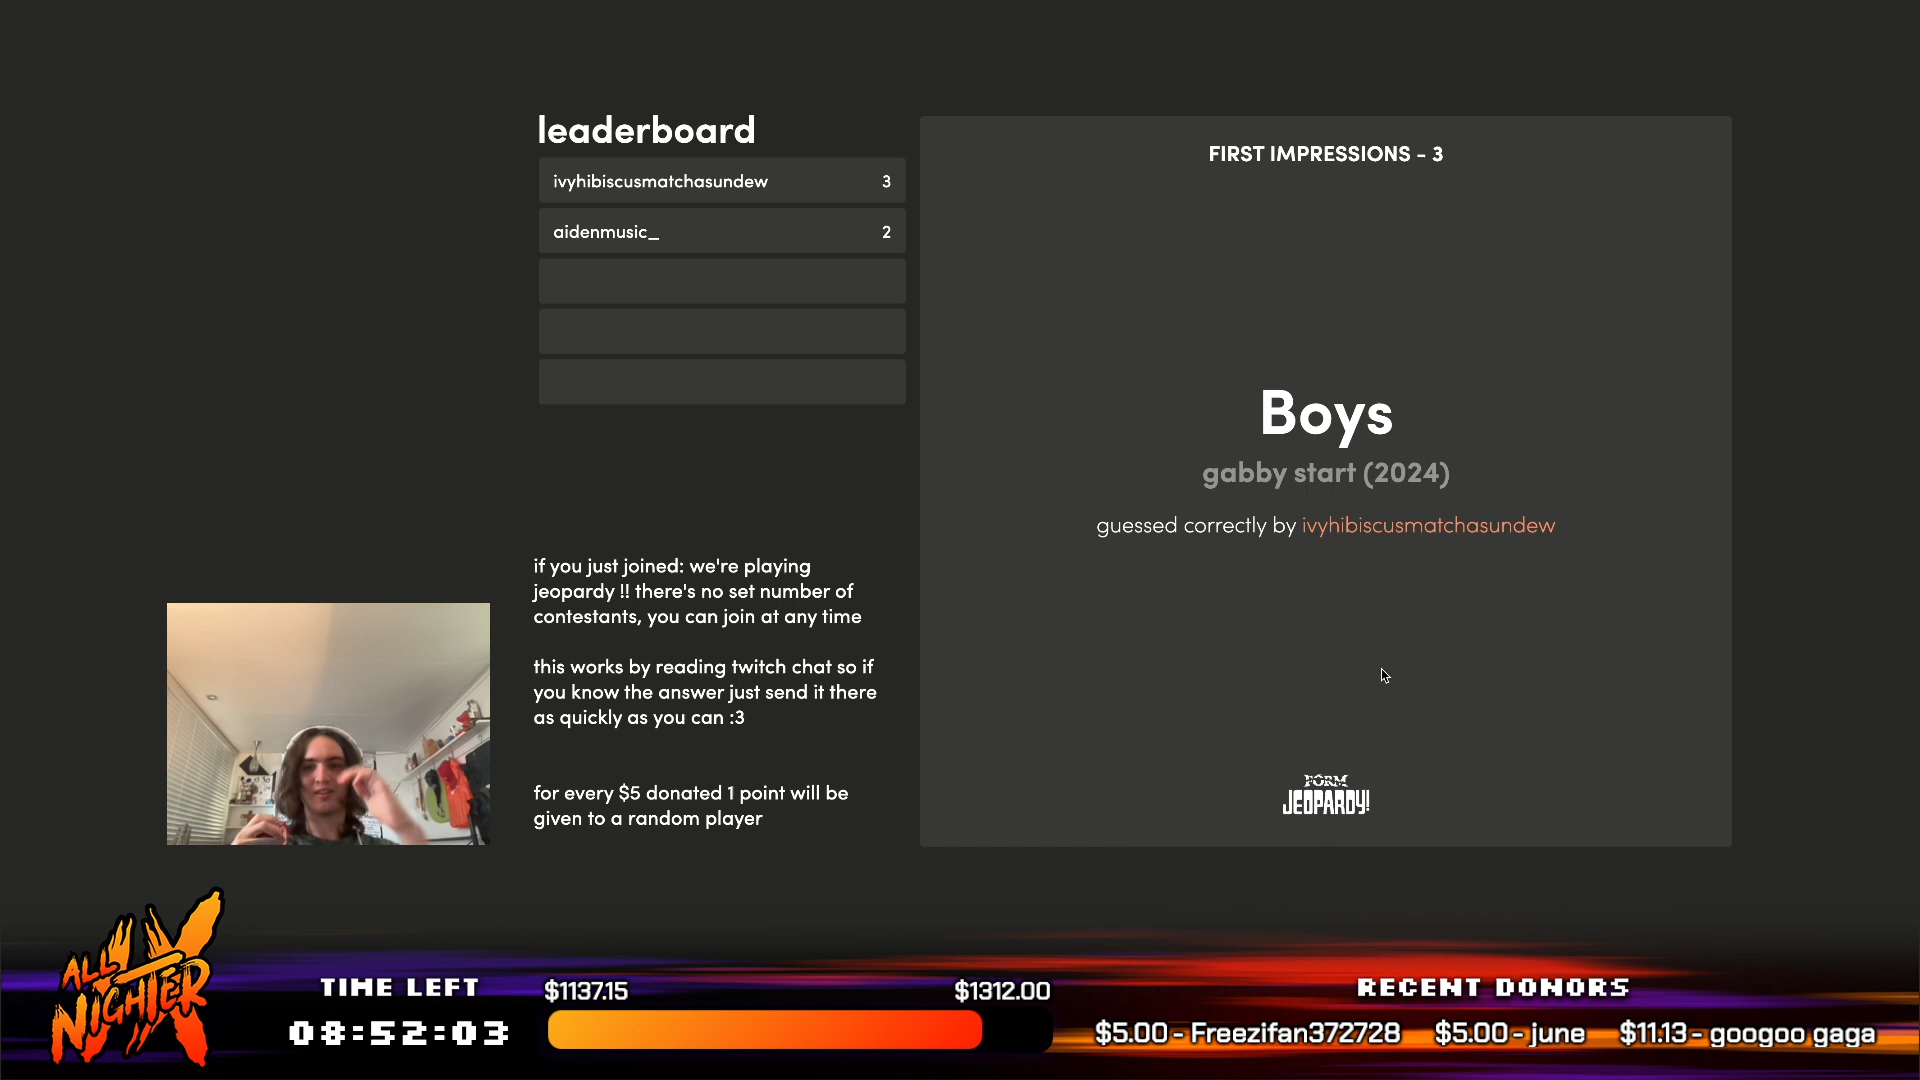 leaderboard
ivyhibiscusmatchasundew 3
aidenmusic_ 2
FIRST IMPRESSIONS - 3
Boys
gabby start (2024)
guessed correctly by ivyhibiscusmatchasundew
FORM
JEOPARDY!
if you just joined: we're playing
jeopardy !! there's no set number of
contestants, you can join at any time
this works by reading twitch chat so if
you know the answer just send it there
as quickly as you can :3
for every $5 donated 1 point will be
given to a random player
ALL
NIGHTER
X
TIME LEFT
08:52:03
$1137.15
$1312.00
RECENT DONORS
$5.00 - Freezifan372728 $5.00 - june $11.13 - googoo gaga